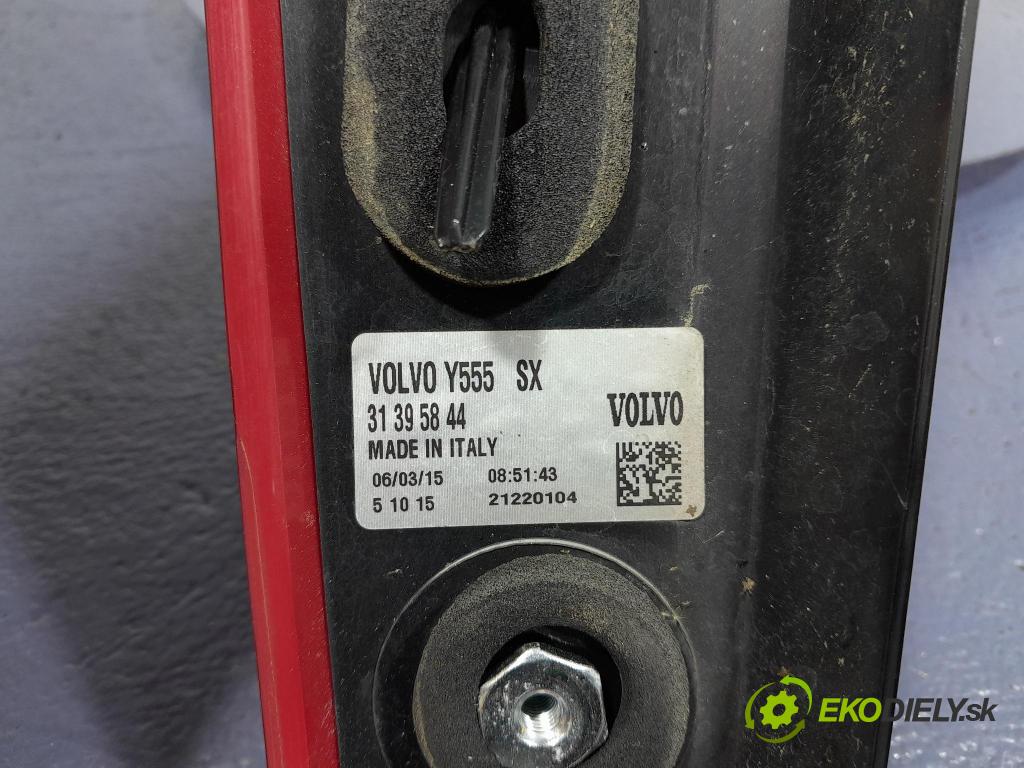 VOLVO Y555 SX
31 39 58 44
VOLVO
MADE IN ITALY
06/03/15 08:51:43
5 10 15 21220104
EKODIELY.sk